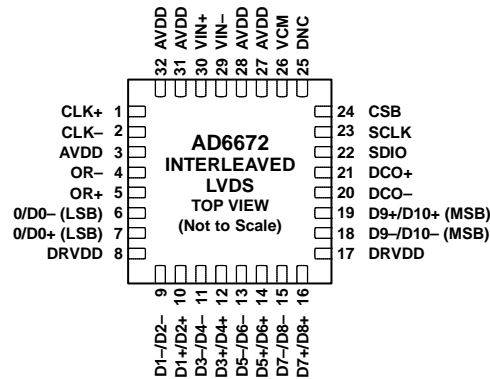 32 AVDD
31 AVDD
30 VIN+
29 VIN–
28 AVDD
27 AVDD
26 VCM
25 DNC
CLK+ 1
CLK– 2
AVDD 3
OR– 4
OR+ 5
0/D0– (LSB) 6
0/D0+ (LSB) 7
DRVDD 8
AD6672
INTERLEAVED
LVDS
TOP VIEW
(Not to Scale)
24 CSB
23 SCLK
22 SDIO
21 DCO+
20 DCO–
19 D9+/D10+ (MSB)
18 D9–/D10– (MSB)
17 DRVDD
D1–/D2– 9
D1+/D2+ 10
D3–/D4– 11
D3+/D4+ 12
D5–/D6– 13
D5+/D6+ 14
D7–/D8– 15
D7+/D8+ 16